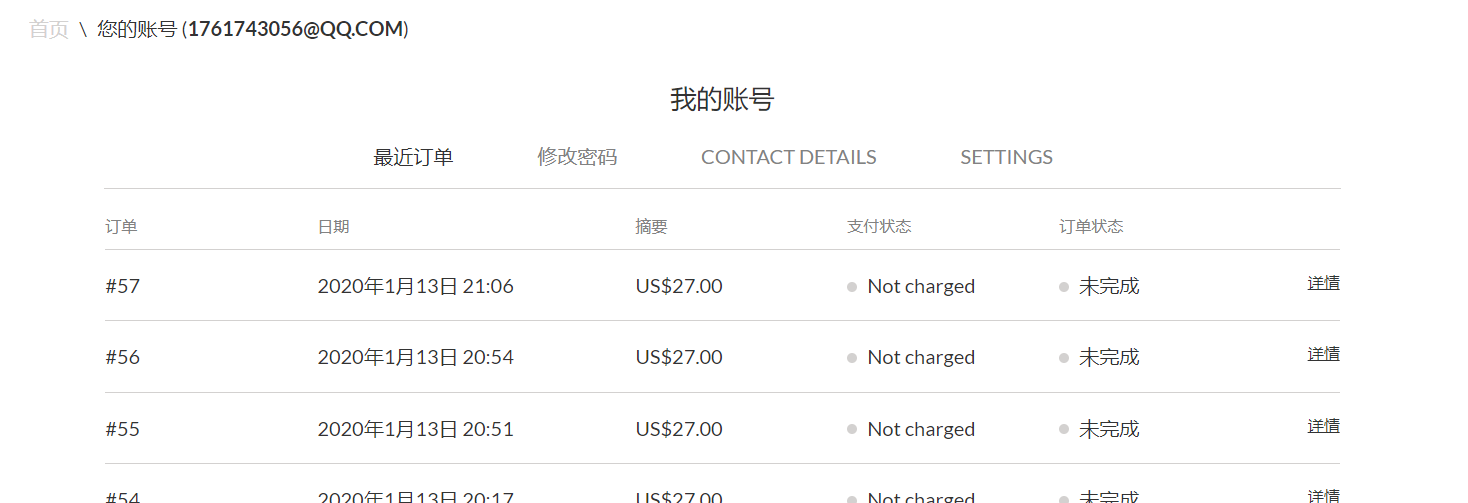 首页 \ 您的账号 (1761743056@QQ.COM)
我的账号
最近订单 修改密码 CONTACT DETAILS SETTINGS
订单 日期 摘要 支付状态 订单状态
#57 2020年1月13日 21:06 US$27.00 Not charged 未完成 详情
#56 2020年1月13日 20:54 US$27.00 Not charged 未完成 详情
#55 2020年1月13日 20:51 US$27.00 Not charged 未完成 详情
#54 2020年1月13日 20:17 US$27.00 Not charged 未完成 详情